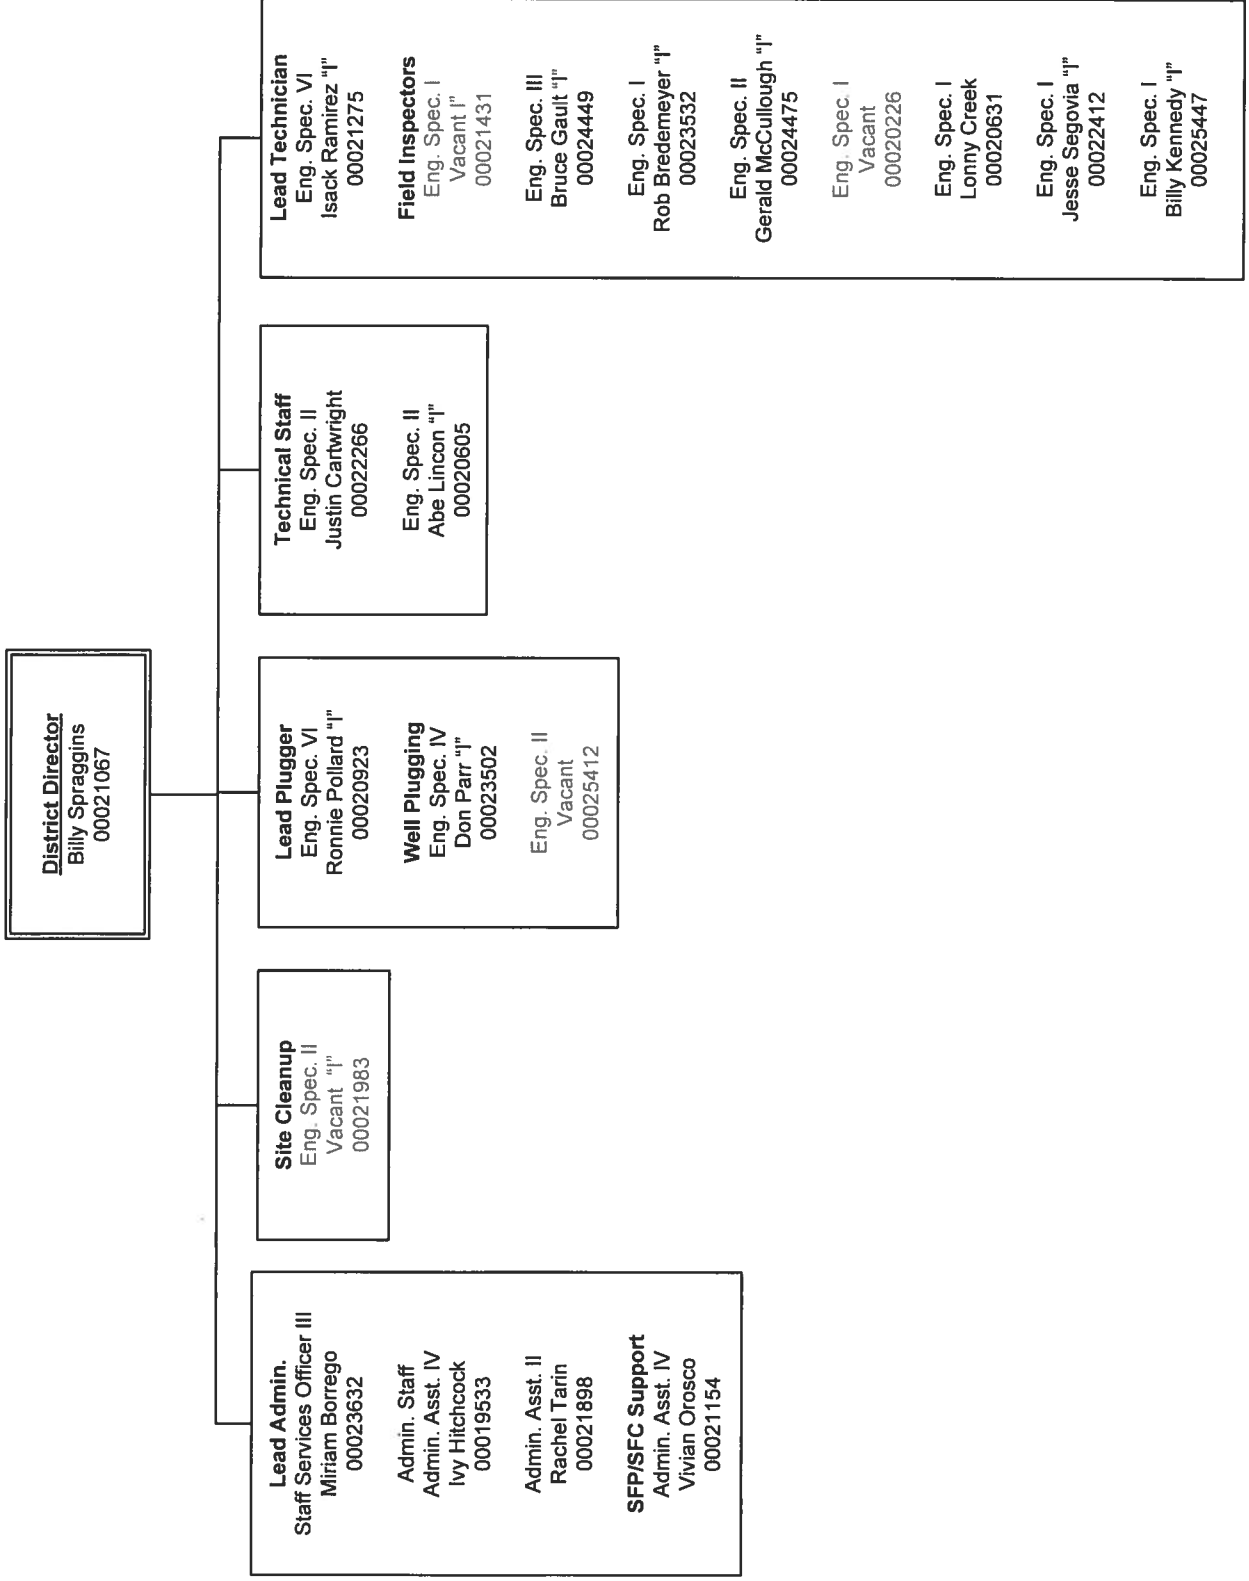 District Director
Billy Spraggins
00021067
Lead Admin.
Staff Services Officer III
Miriam Borrego
00023632
Admin. Staff
Admin. Asst. IV
Ivy Hitchcock
00019533
Admin. Asst. II
Rachel Tarin
00021898
SFP/SFC Support
Admin. Asst. IV
Vivian Orosco
00021154
Site Cleanup
Eng. Spec. II
Vacant "I"
00021983
Lead Plugger
Eng. Spec. VI
Ronnie Pollard "I"
00020923
Well Plugging
Eng. Spec. IV
Don Parr "I"
00023502
Eng. Spec. II
Vacant
00025412
Technical Staff
Eng. Spec. II
Justin Cartwright
00022266
Eng. Spec. II
Abe Lincon "I"
00020605
Lead Technician
Eng. Spec. VI
Isack Ramirez "I"
00021275
Field Inspectors
Eng. Spec. I
Vacant I"
00021431
Eng. Spec. III
Bruce Gault "I"
00024449
Eng. Spec. I
Rob Bredemeyer "I"
00023532
Eng. Spec. II
Gerald McCullough "I"
00024475
Eng. Spec. I
Vacant
00020226
Eng. Spec. I
Lonny Creek
00020631
Eng. Spec. I
Jesse Segovia "I"
00022412
Eng. Spec. I
Billy Kennedy "I"
00025447